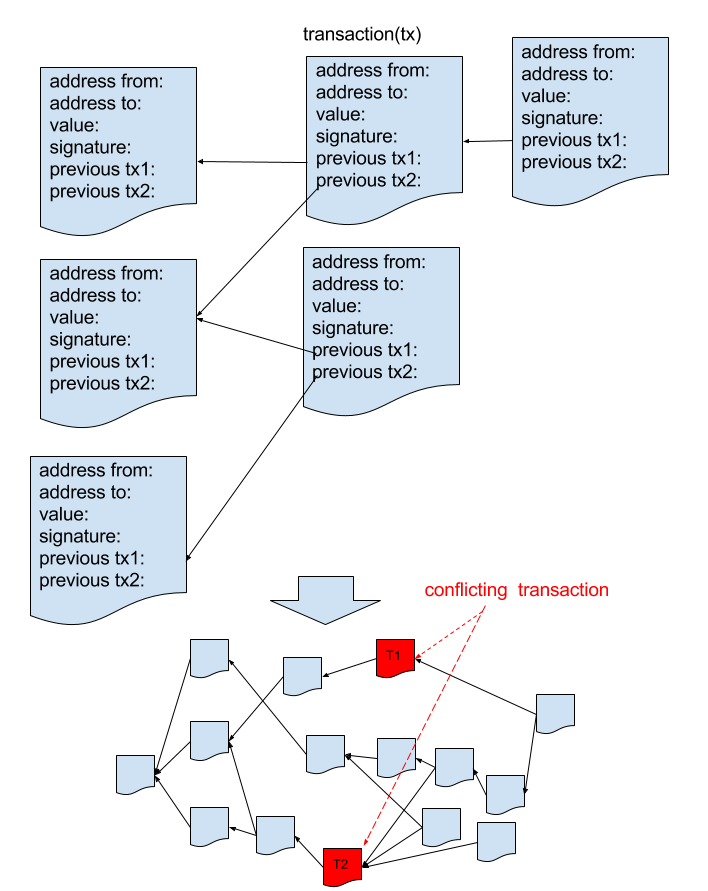 transaction(tx)
address from:
address to:
value:
signature:
previous tx1:
previous tx2:
address from:
address to:
value:
signature:
previous tx1:
previous tx2:
address from:
address to:
value:
signature:
previous tx1:
previous tx2:
address from:
address to:
value:
signature:
previous tx1:
previous tx2:
address from:
address to:
value:
signature:
previous tx1:
previous tx2:
address from:
address to:
value:
signature:
previous tx1:
previous tx2:
conflicting transaction
T1
T2